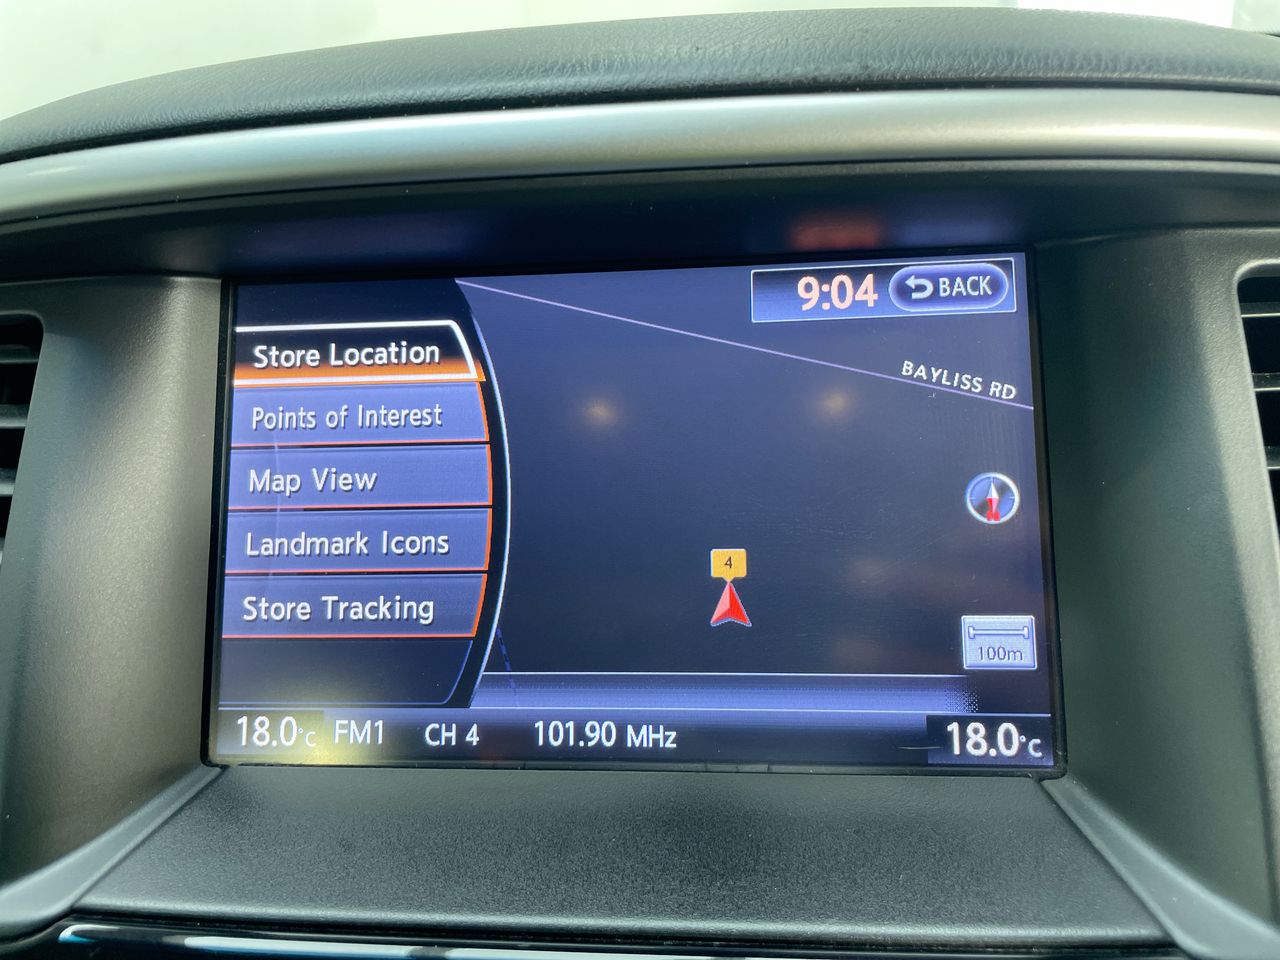 9:04 BACK
Store Location
BAYLISS RD
Points of Interest
Map View
Landmark Icons
4
Store Tracking
100m
18.0°C FM1 CH 4 101.90 MHz 18.0°C